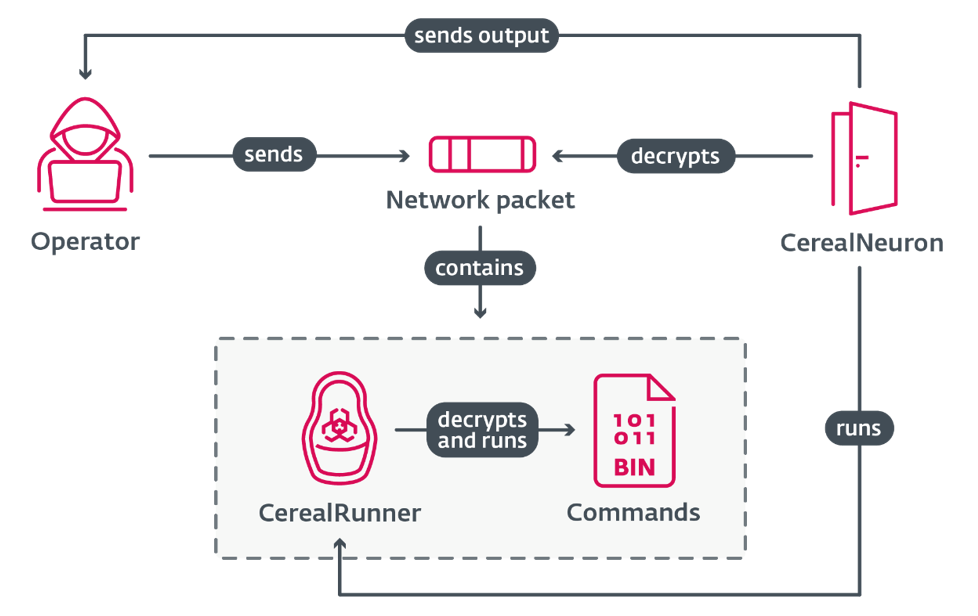 sends output
sends
decrypts
Network packet
Operator
CerealNeuron
contains
decrypts
and runs
101
011
BIN
runs
CerealRunner
Commands